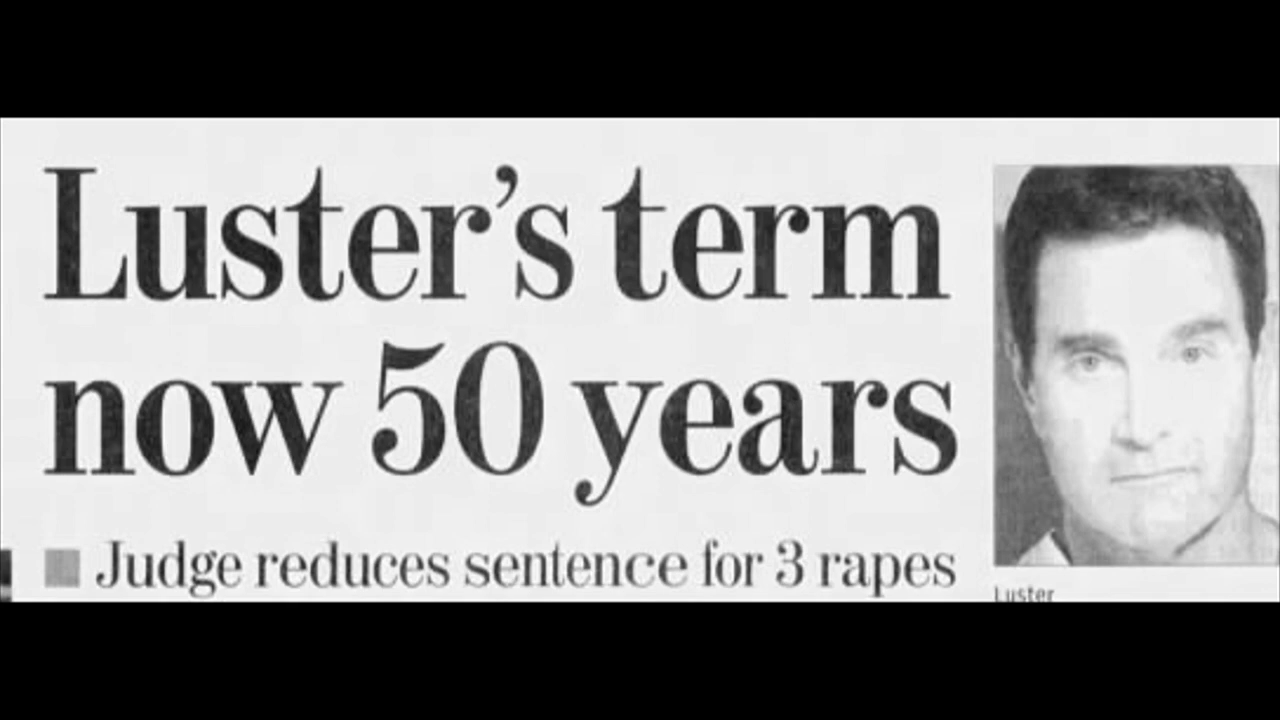 Luster’s term
now 50 years
Judge reduces sentence for 3 rapes
Luster